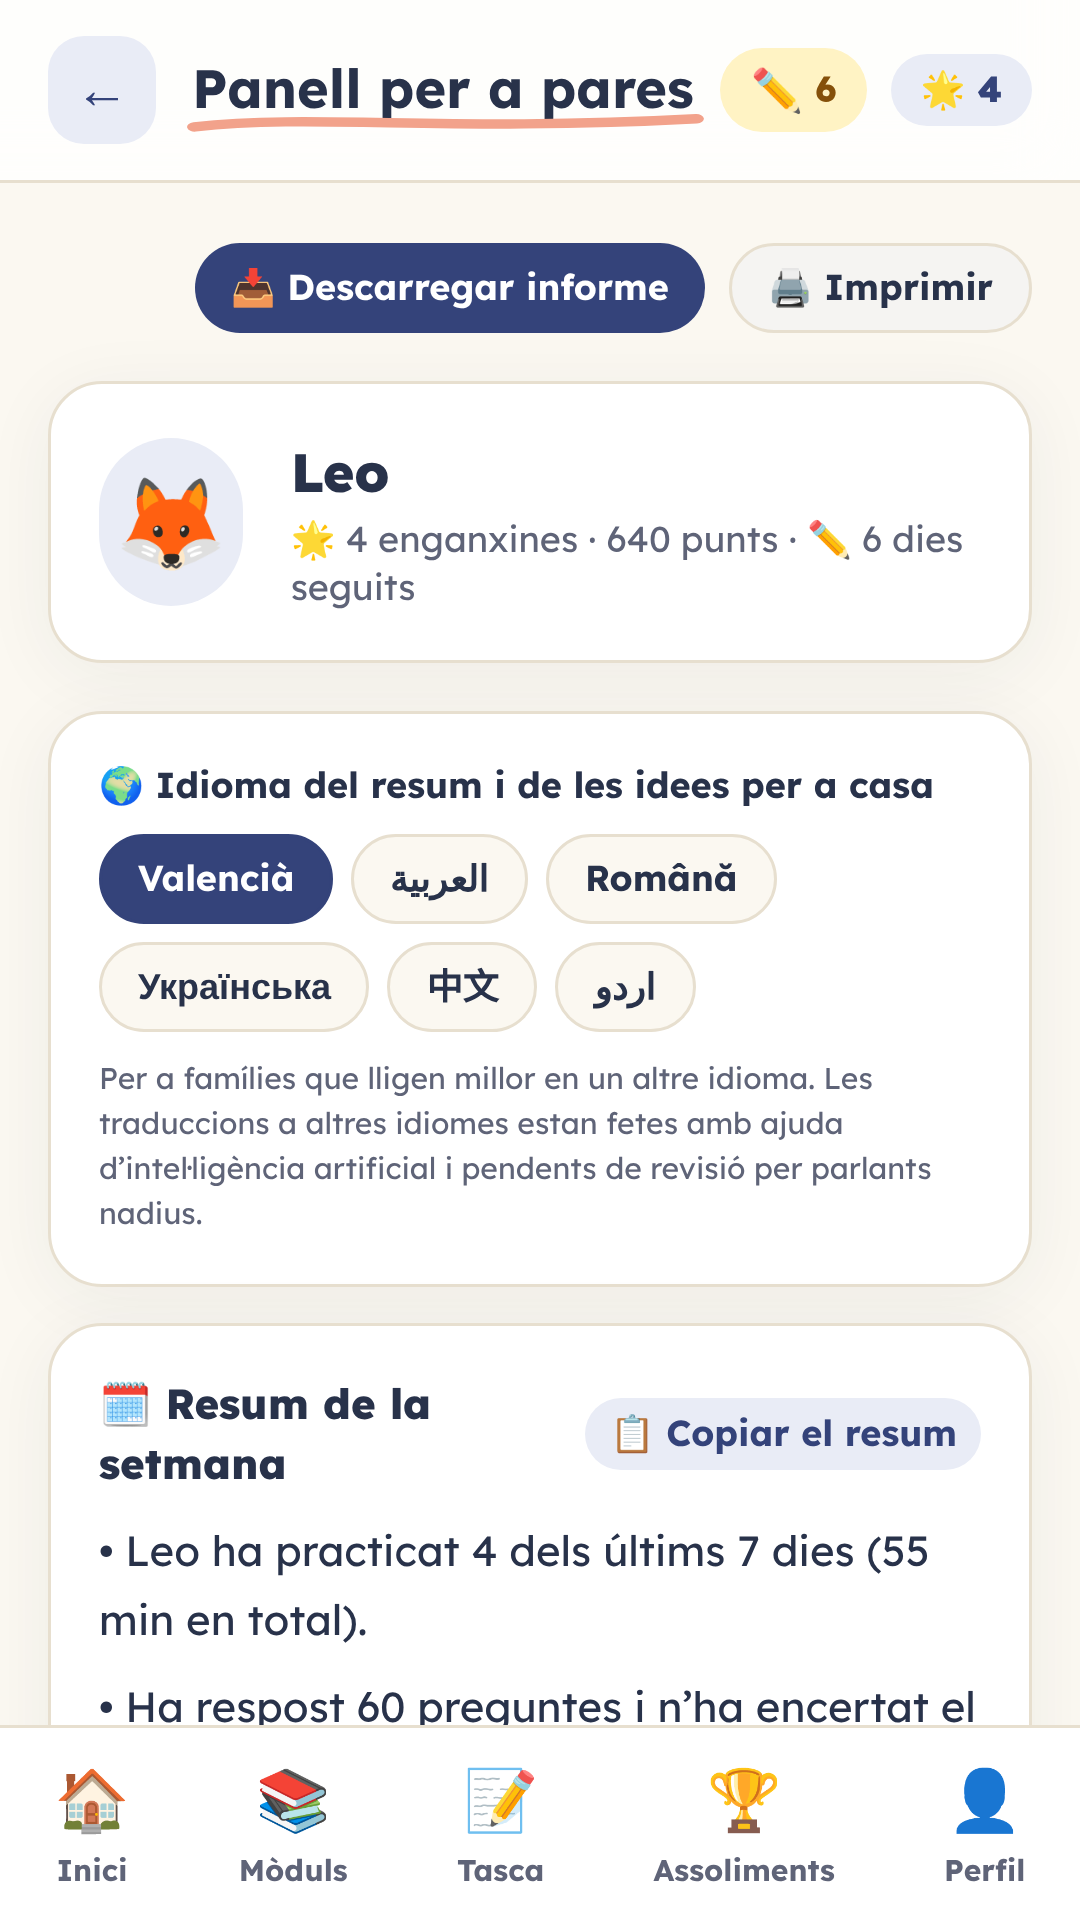 ← Panell per a pares 6 4
Descarregar informe Imprimir
Leo
4 enganxines · 640 punts · 6 dies
seguits
Idioma del resum i de les idees per a casa
Valencià العربية Română
Українська 中文 اردو
Per a famílies que lligen millor en un altre idioma. Les
traduccions a altres idiomes estan fetes amb ajuda
d’intel·ligència artificial i pendents de revisió per parlants
nadius.
Resum de la
setmana
Copiar el resum
• Leo ha practicat 4 dels últims 7 dies (55
min en total).
• Ha respost 60 preguntes i n’ha encertat el
Inici Mòduls Tasca Assoliments Perfil